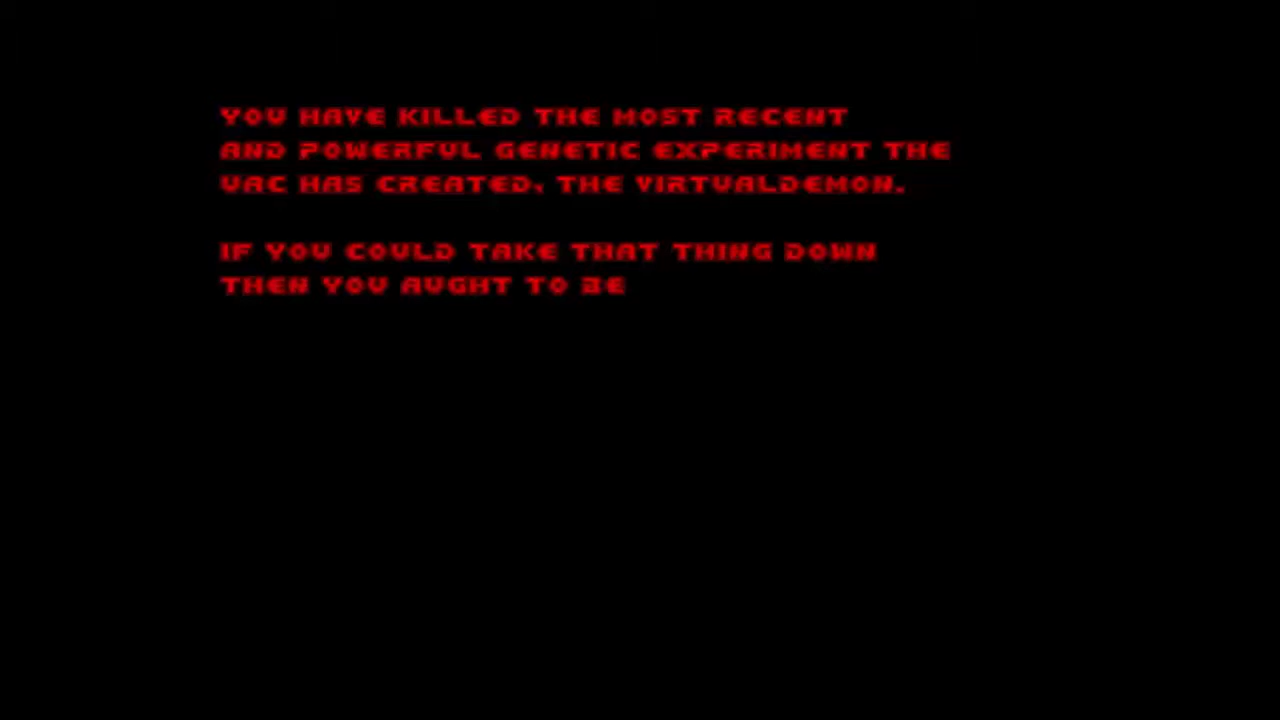 YOU HAVE KILLED THE MOST RECENT
AND POWERFUL GENETIC EXPERIMENT THE
UAC HAS CREATED, THE VIRTUALDEMON.
IF YOU COULD TAKE THAT THING DOWN
THEN YOU AUGHT TO BE